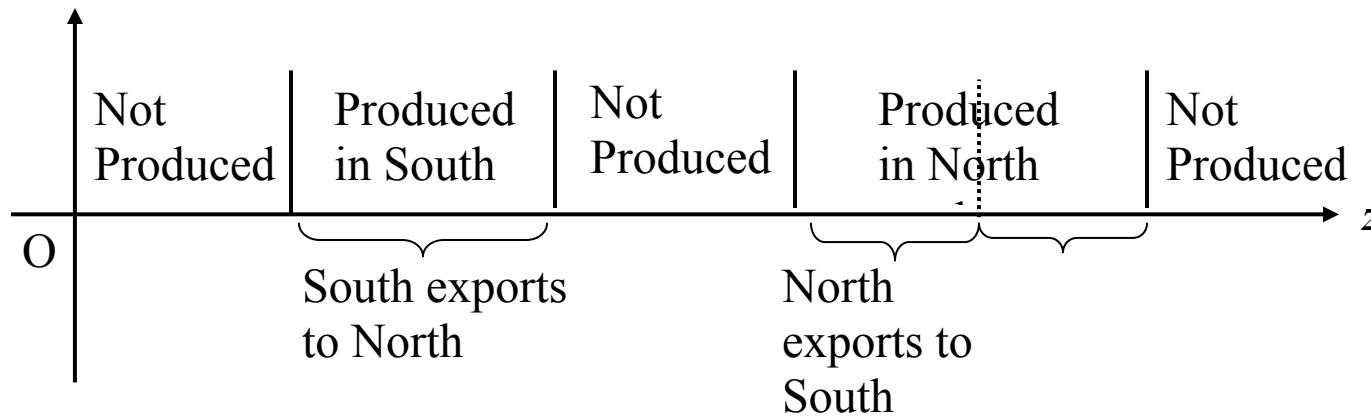 Not
Produced
Produced
in South
Not
Produced
Produced
in North
Not
Produced
z
O
South exports
to North
North
exports to
South